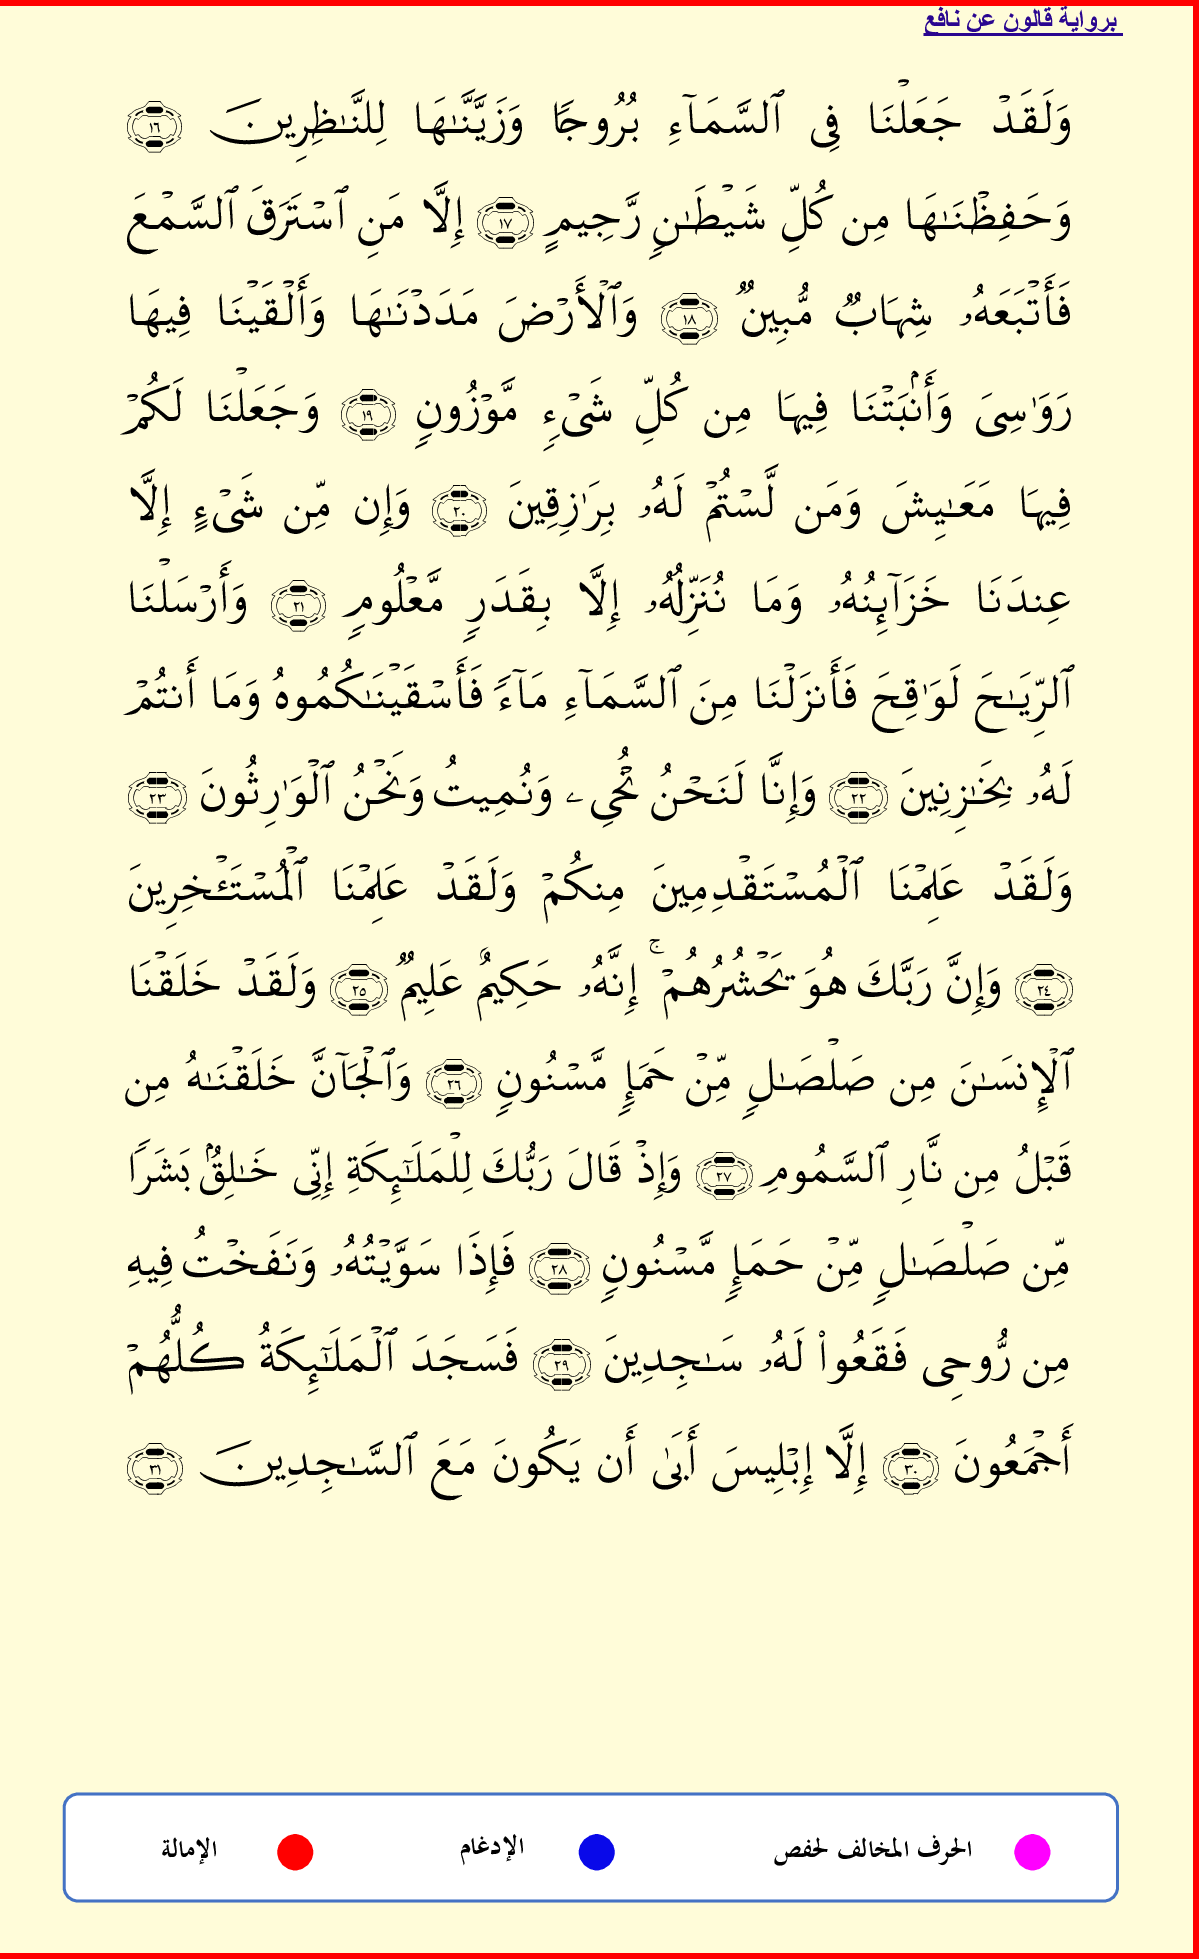 برواية قالون عن نافع
وَلَقَدْ جَعَلْنَا فِى ٱلسَّمَآءِ بُرُوجًا وَزَيَّنَّـٰهَا لِلنَّـٰظِرِينَ ١٦
وَحَفِظْنَـٰهَا مِن كُلِّ شَيْطَـٰنٍ رَّجِيمٍ ١٧ إِلَّا مَنِ ٱسْتَرَقَ ٱلسَّمْعَ
فَأَتْبَعَهُۥ شِهَابٌ مُّبِينٌ ١٨ وَٱلْأَرْضَ مَدَدْنَـٰهَا وَأَلْقَيْنَا فِيهَا
رَوَٰسِىَ وَأَنۢبَتْنَا فِيهَا مِن كُلِّ شَىْءٍ مَّوْزُونٍ ١٩ وَجَعَلْنَا لَكُمْ
فِيهَا مَعَـٰيِشَ وَمَن لَّسْتُمْ لَهُۥ بِرَٰزِقِينَ ٢٠ وَإِن مِّن شَىْءٍ إِلَّا
عِندَنَا خَزَآئِنُهُۥ وَمَا نُنَزِّلُهُۥ إِلَّا بِقَدَرٍ مَّعْلُومٍ ٢١ وَأَرْسَلْنَا
ٱلرِّيَـٰحَ لَوَٰقِحَ فَأَنزَلْنَا مِنَ ٱلسَّمَآءِ مَآءً فَأَسْقَيْنَـٰكُمُوهُ وَمَا أَنتُمْ
لَهُۥ بِخَـٰزِنِينَ ٢٢ وَإِنَّا لَنَحْنُ نُحْىِۦ وَنُمِيتُ وَنَحْنُ ٱلْوَٰرِثُونَ ٢٣
وَلَقَدْ عَلِمْنَا ٱلْمُسْتَقْدِمِينَ مِنكُمْ وَلَقَدْ عَلِمْنَا ٱلْمُسْتَـْٔخِرِينَ
٢٤ وَإِنَّ رَبَّكَ هُوَ يَحْشُرُهُمْ ۚ إِنَّهُۥ حَكِيمٌ عَلِيمٌ ٢٥ وَلَقَدْ خَلَقْنَا
ٱلْإِنسَـٰنَ مِن صَلْصَـٰلٍ مِّنْ حَمَإٍ مَّسْنُونٍ ٢٦ وَٱلْجَآنَّ خَلَقْنَـٰهُ مِن
قَبْلُ مِن نَّارِ ٱلسَّمُومِ ٢٧ وَإِذْ قَالَ رَبُّكَ لِلْمَلَـٰٓئِكَةِ إِنِّى خَـٰلِقٌۢ بَشَرًا
مِّن صَلْصَـٰلٍ مِّنْ حَمَإٍ مَّسْنُونٍ ٢٨ فَإِذَا سَوَّيْتُهُۥ وَنَفَخْتُ فِيهِ
مِن رُّوحِى فَقَعُوا۟ لَهُۥ سَـٰجِدِينَ ٢٩ فَسَجَدَ ٱلْمَلَـٰٓئِكَةُ كُلُّهُمْ
أَجْمَعُونَ ٣٠ إِلَّا إِبْلِيسَ أَبَىٰ أَن يَكُونَ مَعَ ٱلسَّـٰجِدِينَ ٣١
الحرف المخالف لحفص الإدغام الإمالة